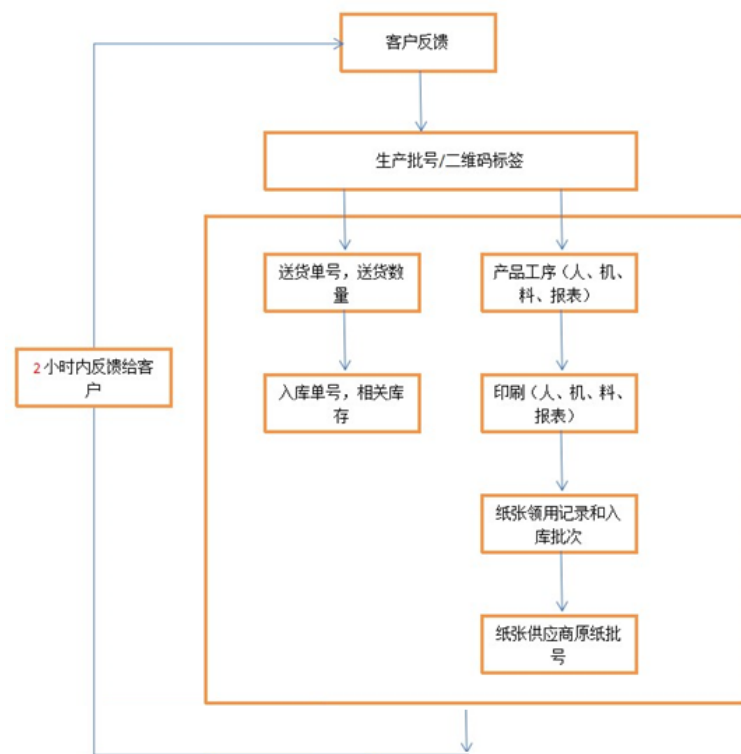 客户反馈
生产批号/二维码标签
送货单号，送货数
量
产品工序（人、机、
料、报表）
2 小时内反馈给客
户
入库单号，相关库
存
印刷（人、机、料、
报表）
纸张领用记录和入
库批次
纸张供应商原纸批
号